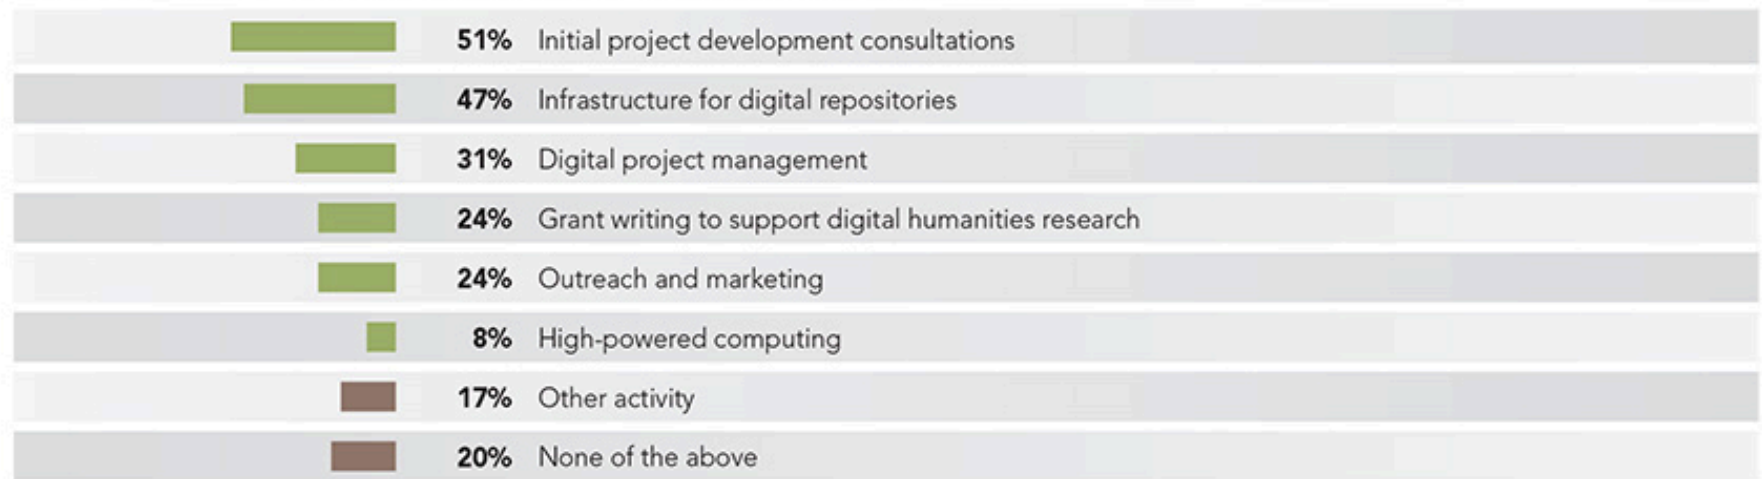 51% Initial project development consultations
47% Infrastructure for digital repositories
31% Digital project management
24% Grant writing to support digital humanities research
24% Outreach and marketing
8% High-powered computing
17% Other activity
20% None of the above